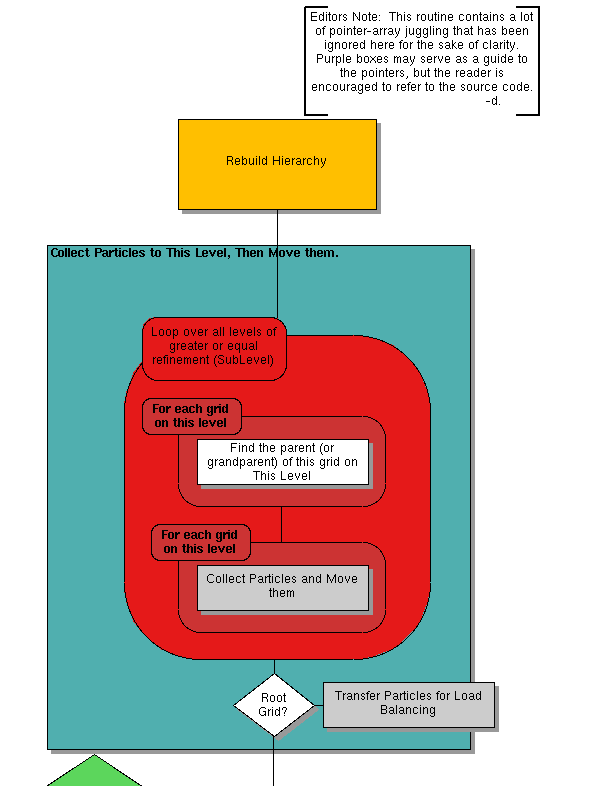 Editors Note:  This routine contains a lot
of pointer-array juggling that has been
ignored here for the sake of clarity.
Purple boxes may serve as a guide to
the pointers, but the reader is
encouraged to refer to the source code.
-d.
Rebuild Hierarchy
Collect Particles to This Level, Then Move them.
Loop over all levels of
greater or equal
refinement (SubLevel)
For each grid
on this level
Find the parent (or
grandparent) of this grid on
This Level
For each grid
on this level
Collect Particles and Move
them
Root
Grid?
Transfer Particles for Load
Balancing